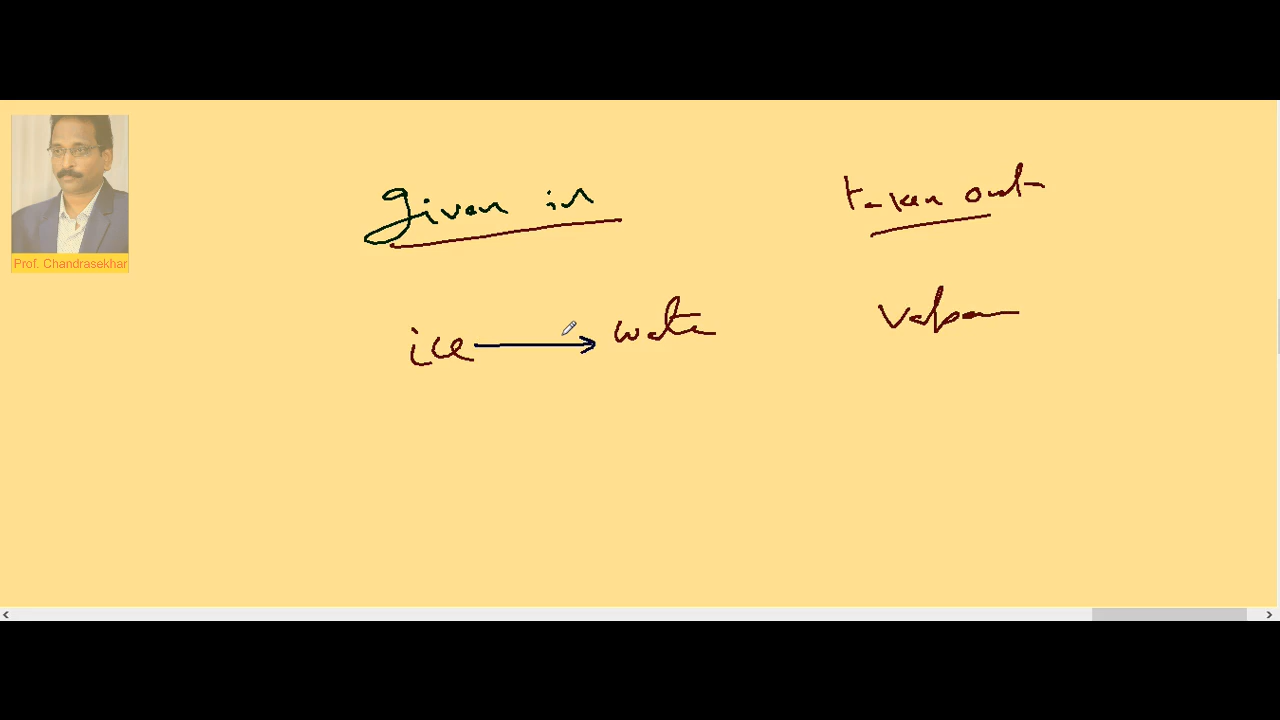 Prof. Chandrasekhar
given in
taken out
ice → water
Vapour